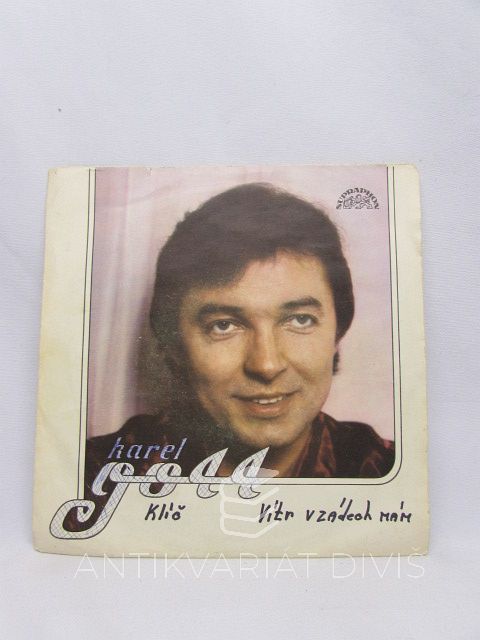 SUPRAPHON
karel
gott
Klíč Vítr v zádech mám
ANTIKVARIÁT DIVIŠ